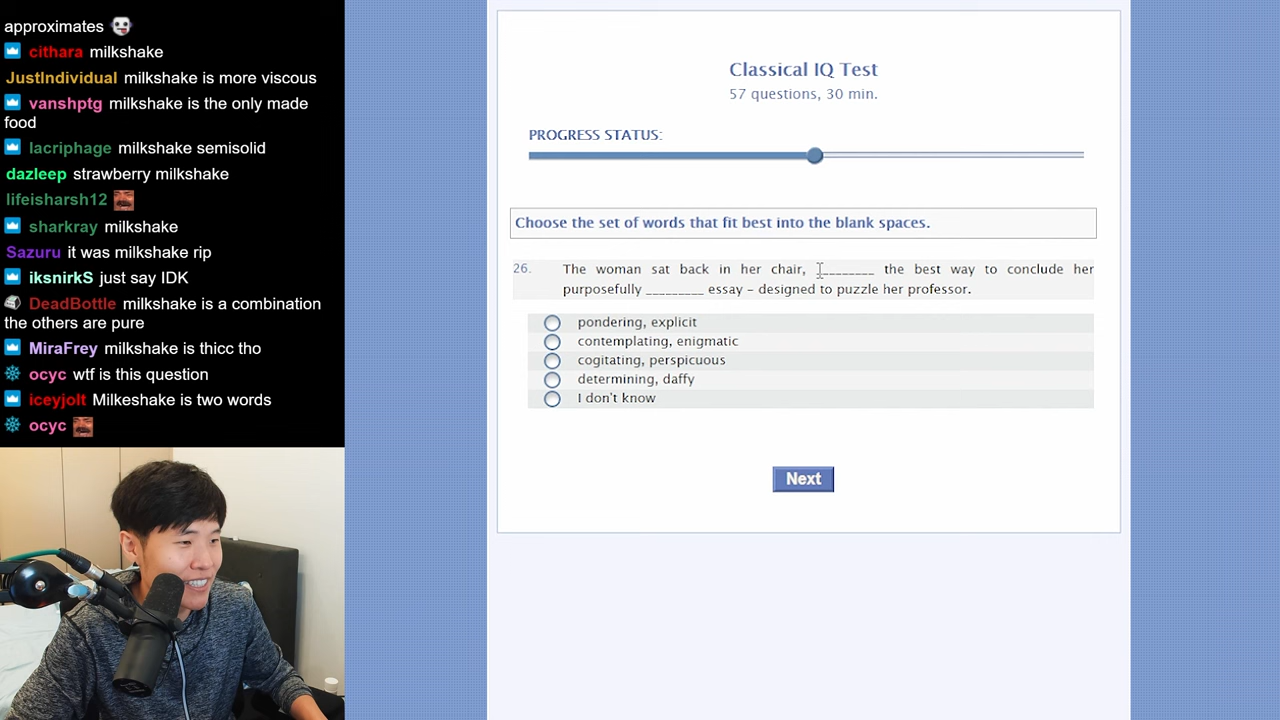 approximates
cithara milkshake
JustIndividual milkshake is more viscous
vanshptg milkshake is the only made
food
lacriphage milkshake semisolid
dazleep strawberry milkshake
lifeisharsh12
sharkray milkshake
Sazuru it was milkshake rip
iksnirkS just say IDK
DeadBottle milkshake is a combination
the others are pure
MiraFrey milkshake is thicc tho
ocyc wtf is this question
iceyjolt Milkeshake is two words
ocyc
Classical IQ Test
57 questions, 30 min.
PROGRESS STATUS:
Choose the set of words that fit best into the blank spaces.
26. The woman sat back in her chair, _________ the best way to conclude her
purposefully _________ essay – designed to puzzle her professor.
pondering, explicit
contemplating, enigmatic
cogitating, perspicuous
determining, daffy
I don't know
Next